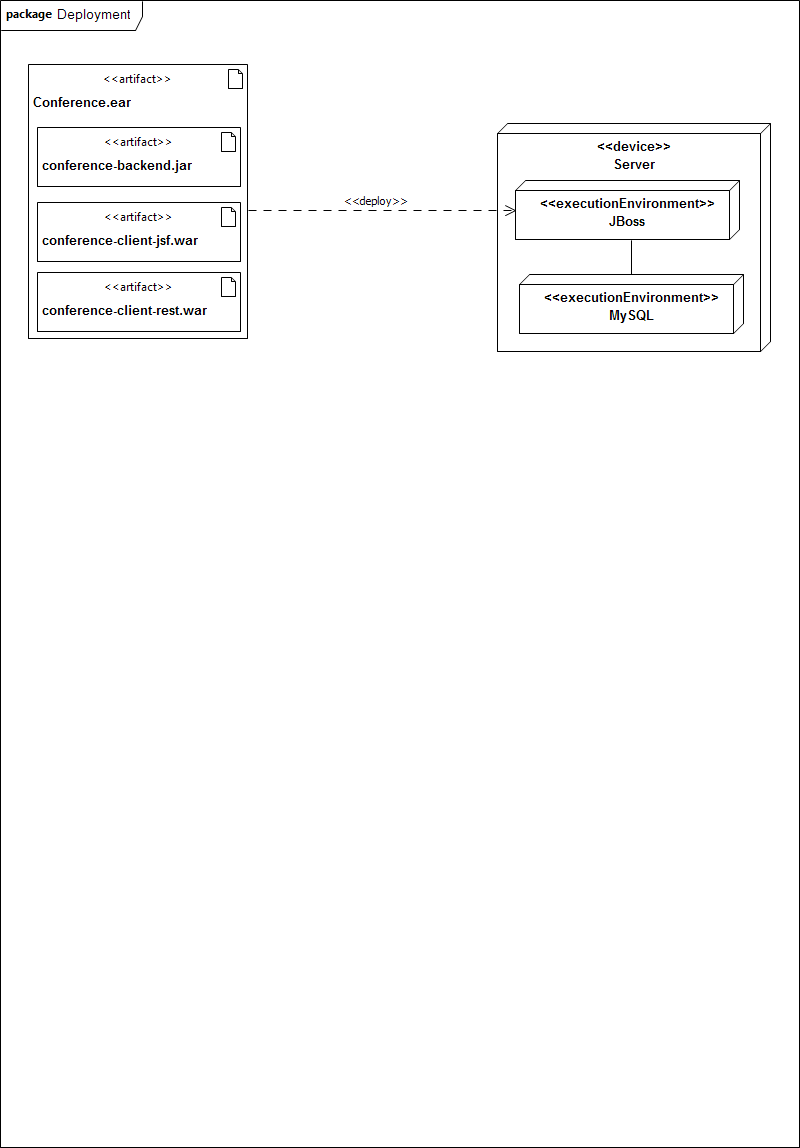 package Deployment
<<artifact>>
Conference.ear
<<artifact>>
conference-backend.jar
<<artifact>>
conference-client-jsf.war
<<artifact>>
conference-client-rest.war
<<deploy>>
<<device>>
Server
<<executionEnvironment>>
JBoss
<<executionEnvironment>>
MySQL